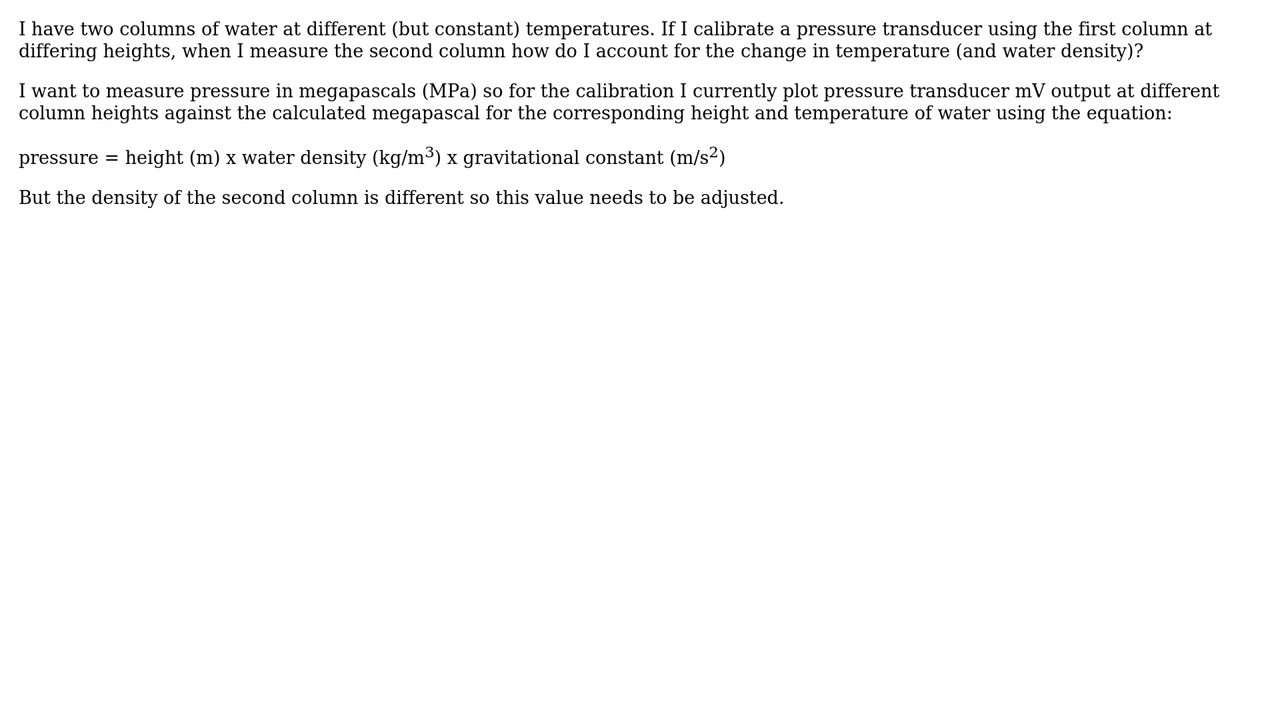 I have two columns of water at different (but constant) temperatures. If I calibrate a pressure transducer using the first column at
differing heights, when I measure the second column how do I account for the change in temperature (and water density)?
I want to measure pressure in megapascals (MPa) so for the calibration I currently plot pressure transducer mV output at different
column heights against the calculated megapascal for the corresponding height and temperature of water using the equation:
pressure = height (m) x water density (kg/m³) x gravitational constant (m/s²)
But the density of the second column is different so this value needs to be adjusted.